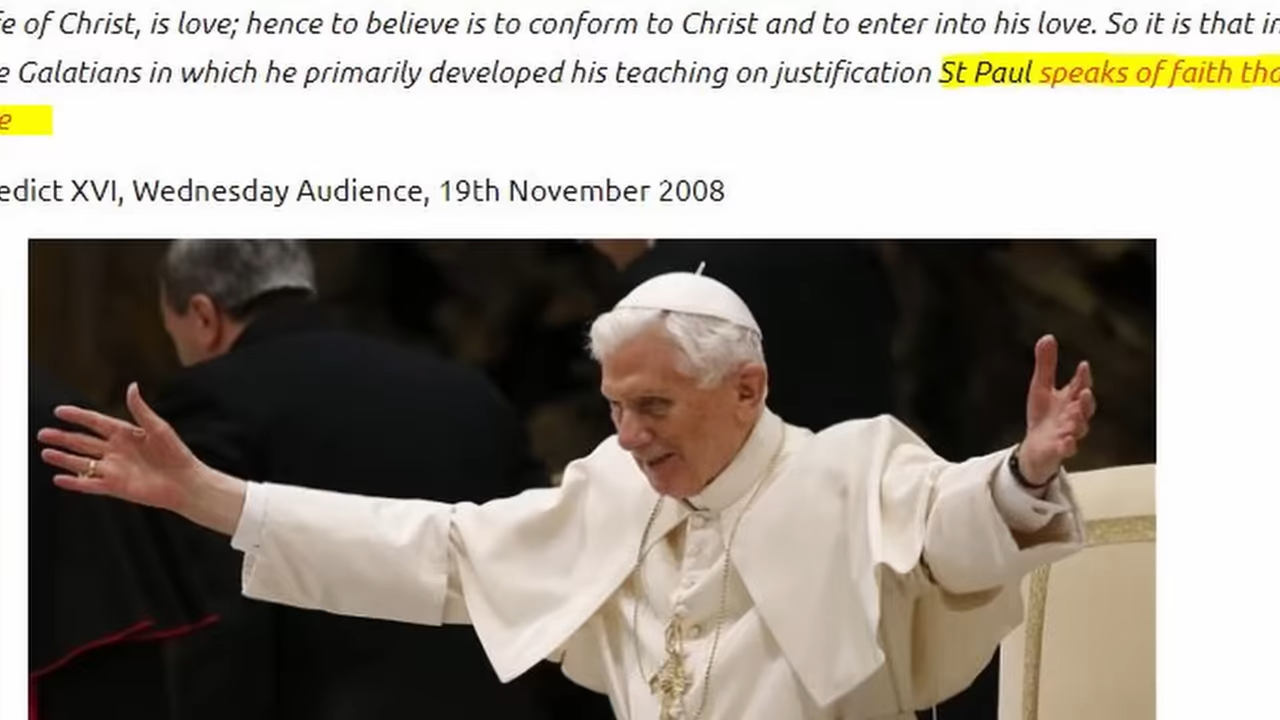 fe of Christ, is love; hence to believe is to conform to Christ and to enter into his love. So it is that in
e Galatians in which he primarily developed his teaching on justification St Paul speaks of faith tha
e
edict XVI, Wednesday Audience, 19th November 2008